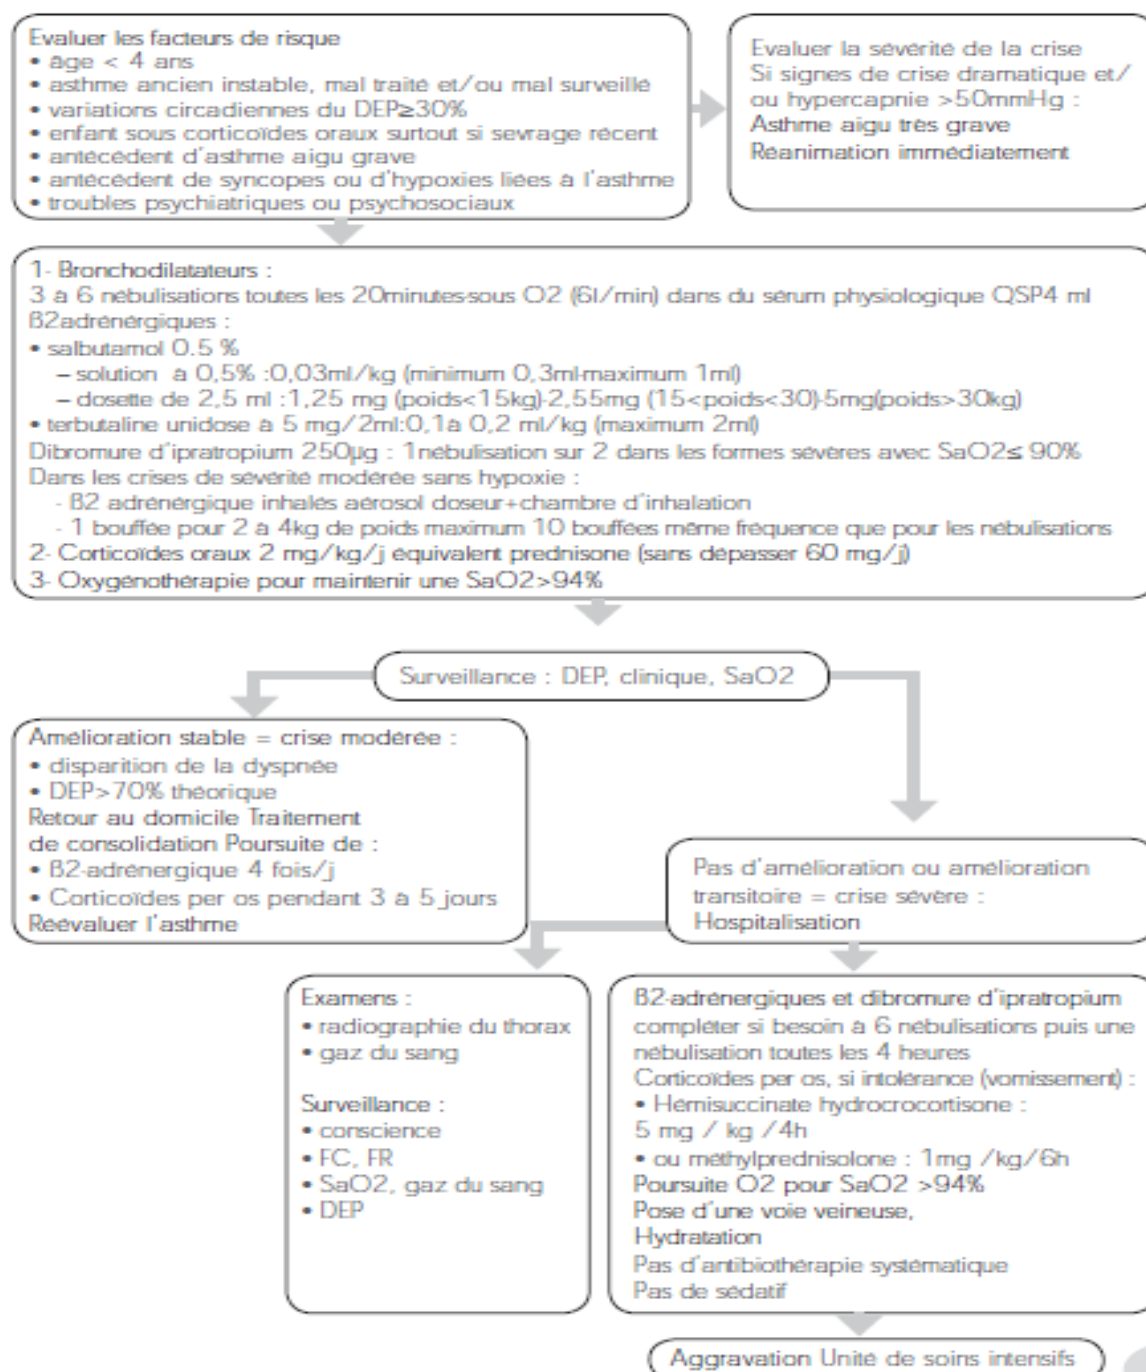 Evaluer les facteurs de risque
• âge < 4 ans
• asthme ancien instable, mal traité et/ou mal surveillé
• variations circadiennes du DEP≥30%
• enfant sous corticoïdes oraux surtout si sevrage récent
• antécédent d'asthme aigu grave
• antécédent de syncopes ou d'hypoxies liées à l'asthme
• troubles psychiatriques ou psychosociaux
Evaluer la sévérité de la crise
Si signes de crise dramatique et/
ou hypercapnie >50mmHg :
Asthme aigu très grave
Réanimation immédiatement
1- Bronchodilatateurs :
3 à 6 nébulisations toutes les 20minutes-sous O2 (6l/min) dans du sérum physiologique QSP4 ml
ß2adrénérgiques :
• salbutamol 0.5 %
– solution à 0,5% :0,03ml/kg (minimum 0,3ml-maximum 1ml)
– dosette de 2,5 ml :1,25 mg (poids<15kg)-2,55mg (15<poids<30)-5mg(poids>30kg)
• terbutaline unidose à 5 mg/2ml:0,1à 0,2 ml/kg (maximum 2ml)
Dibromure d'ipratropium 250µg : 1nébulisation sur 2 dans les formes sévères avec SaO2≤ 90%
Dans les crises de sévérité modérée sans hypoxie :
- ß2 adrénérgique inhalés aérosol doseur+chambre d'inhalation
- 1 bouffée pour 2 à 4kg de poids maximum 10 bouffées même fréquence que pour les nébulisations
2- Corticoïdes oraux 2 mg/kg/j équivalent prednisone (sans dépasser 60 mg/j)
3- Oxygénothérapie pour maintenir une SaO2>94%
Surveillance : DEP, clinique, SaO2
Amélioration stable = crise modérée :
• disparition de la dyspnée
• DEP>70% théorique
Retour au domicile Traitement
de consolidation Poursuite de :
• ß2-adrénergique 4 fois/j
• Corticoïdes per os pendant 3 à 5 jours
Réévaluer l'asthme
Pas d'amélioration ou amélioration
transitoire = crise sévère :
Hospitalisation
Examens :
• radiographie du thorax
• gaz du sang
Surveillance :
• conscience
• FC, FR
• SaO2, gaz du sang
• DEP
ß2-adrénergiques et dibromure d'ipratropium
compléter si besoin à 6 nébulisations puis une
nébulisation toutes les 4 heures
Corticoïdes per os, si intolérance (vomissement) :
• Hémisuccinate hydrocrocortisone :
5 mg / kg /4h
• ou méthylprednisolone : 1mg /kg/6h
Poursuite O2 pour SaO2 >94%
Pose d'une voie veineuse,
Hydratation
Pas d'antibiothérapie systématique
Pas de sédatif
Aggravation Unité de soins intensifs